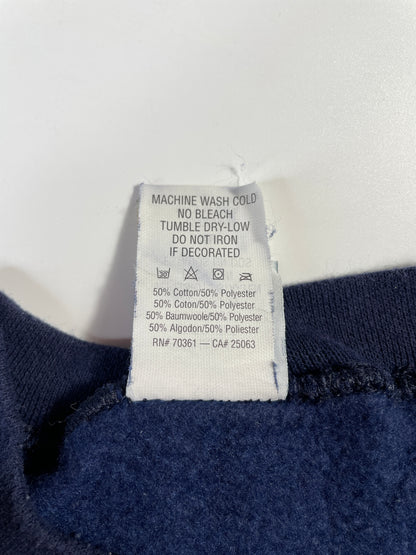 MACHINE WASH COLD
NO BLEACH
TUMBLE DRY-LOW
DO NOT IRON
IF DECORATED
50% Cotton/50% Polyester
50% Coton/50% Polyester
50% Baumwoole/50% Polyester
50% Algodon/50% Poliester
RN# 70361 — CA# 25063